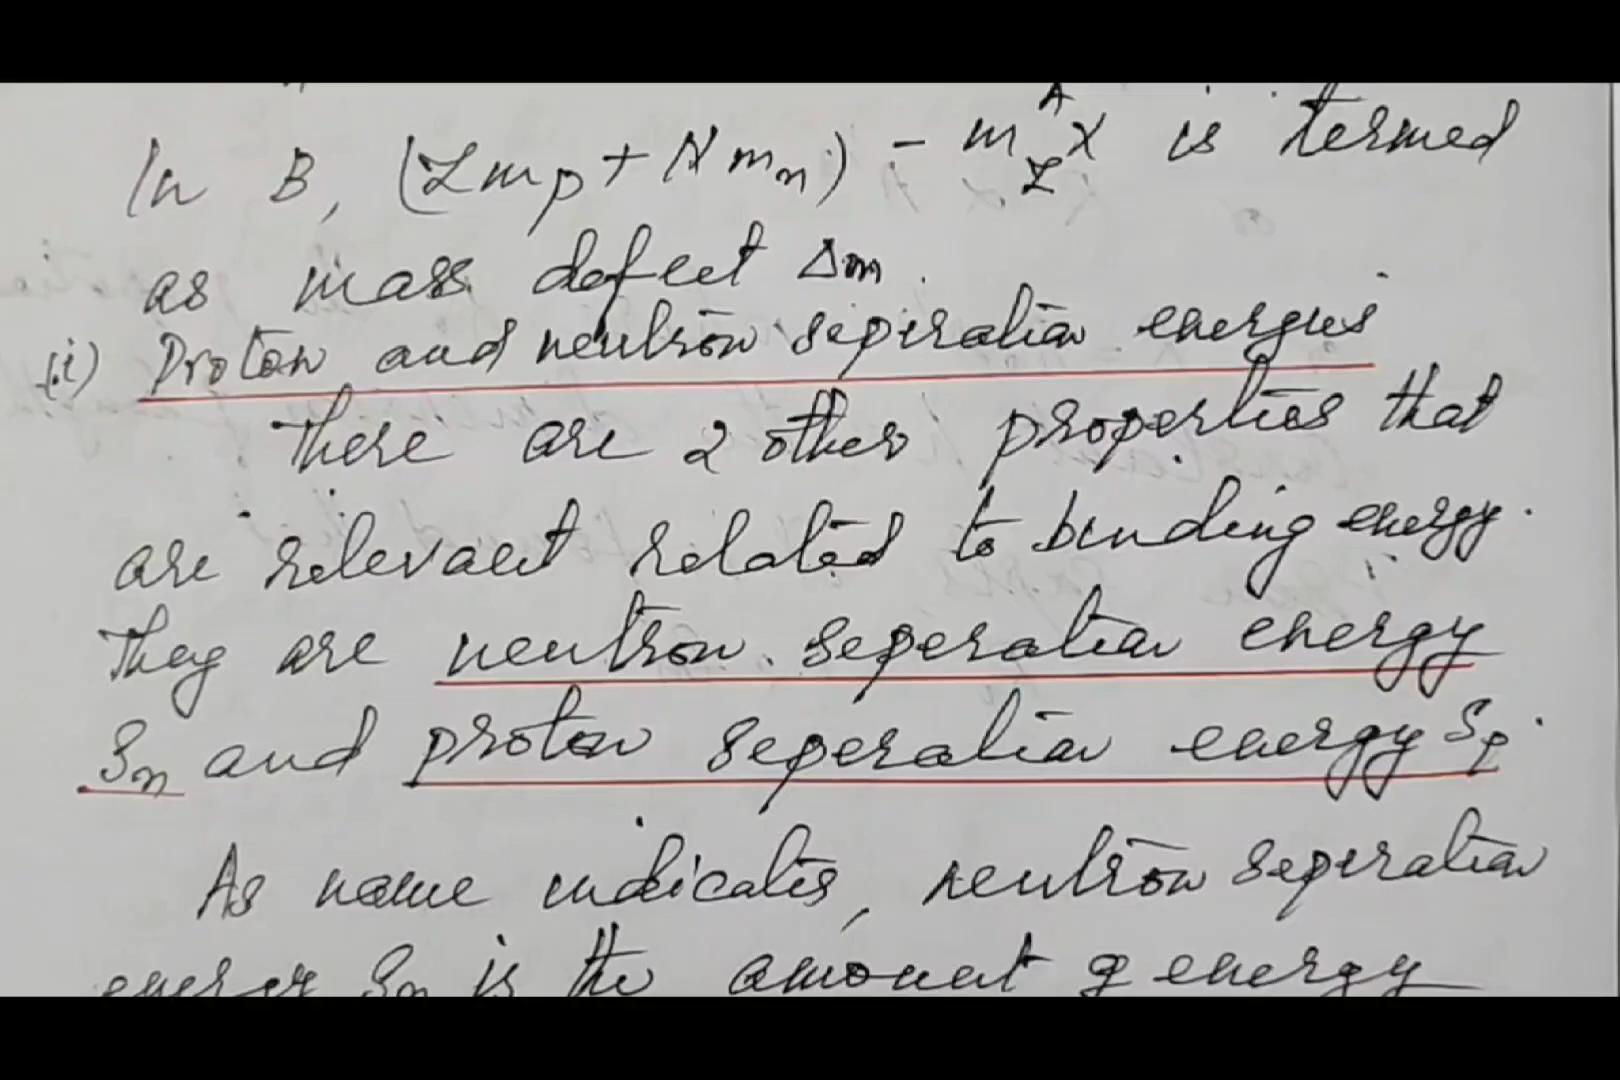 In B, (Zmp + Nmn) - m ᴬ_Z X is termed
as mass defect Δm.
(i) Proton and neutron seperation energies
There are 2 other properties that
are relevant related to binding energy.
They are neutron seperation energy
Sn and proton seperation energy Sp.
As name indicates, neutron seperation
energy Sn is the amount of energy